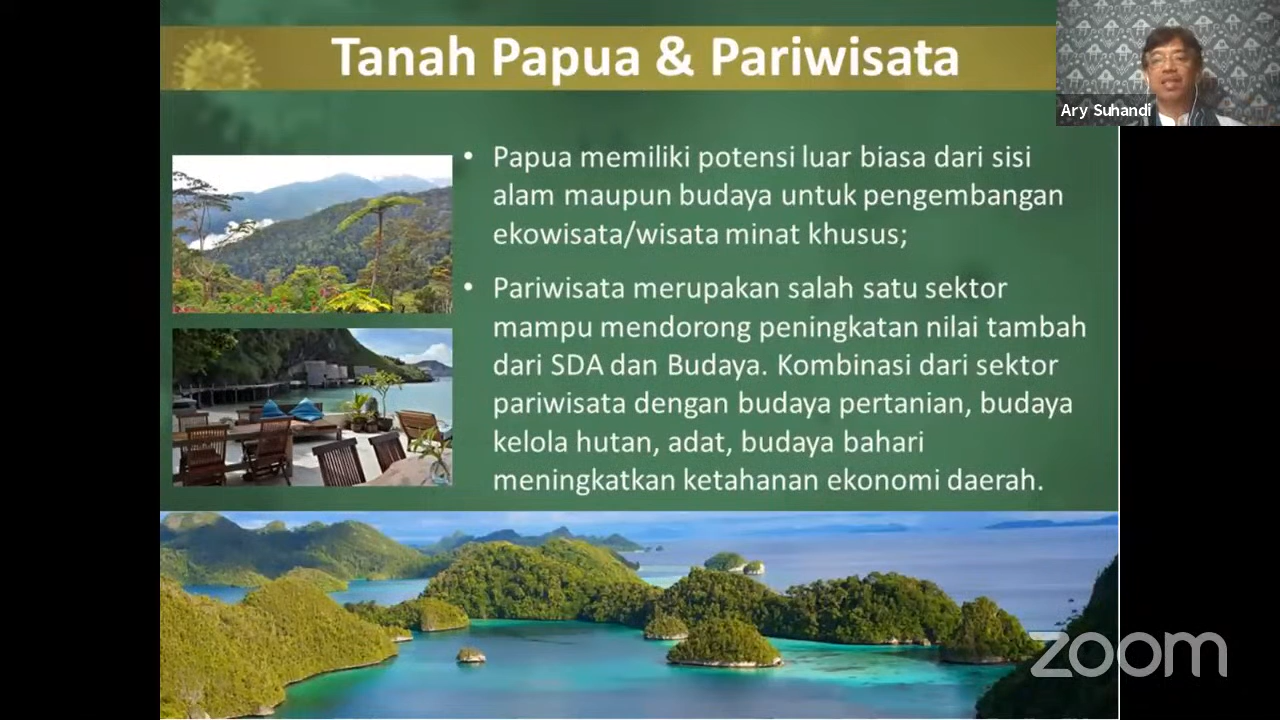 Tanah Papua & Pariwisata
Ary Suhandi
• Papua memiliki potensi luar biasa dari sisi
alam maupun budaya untuk pengembangan
ekowisata/wisata minat khusus;
• Pariwisata merupakan salah satu sektor
mampu mendorong peningkatan nilai tambah
dari SDA dan Budaya. Kombinasi dari sektor
pariwisata dengan budaya pertanian, budaya
kelola hutan, adat, budaya bahari
meningkatkan ketahanan ekonomi daerah.
zoom